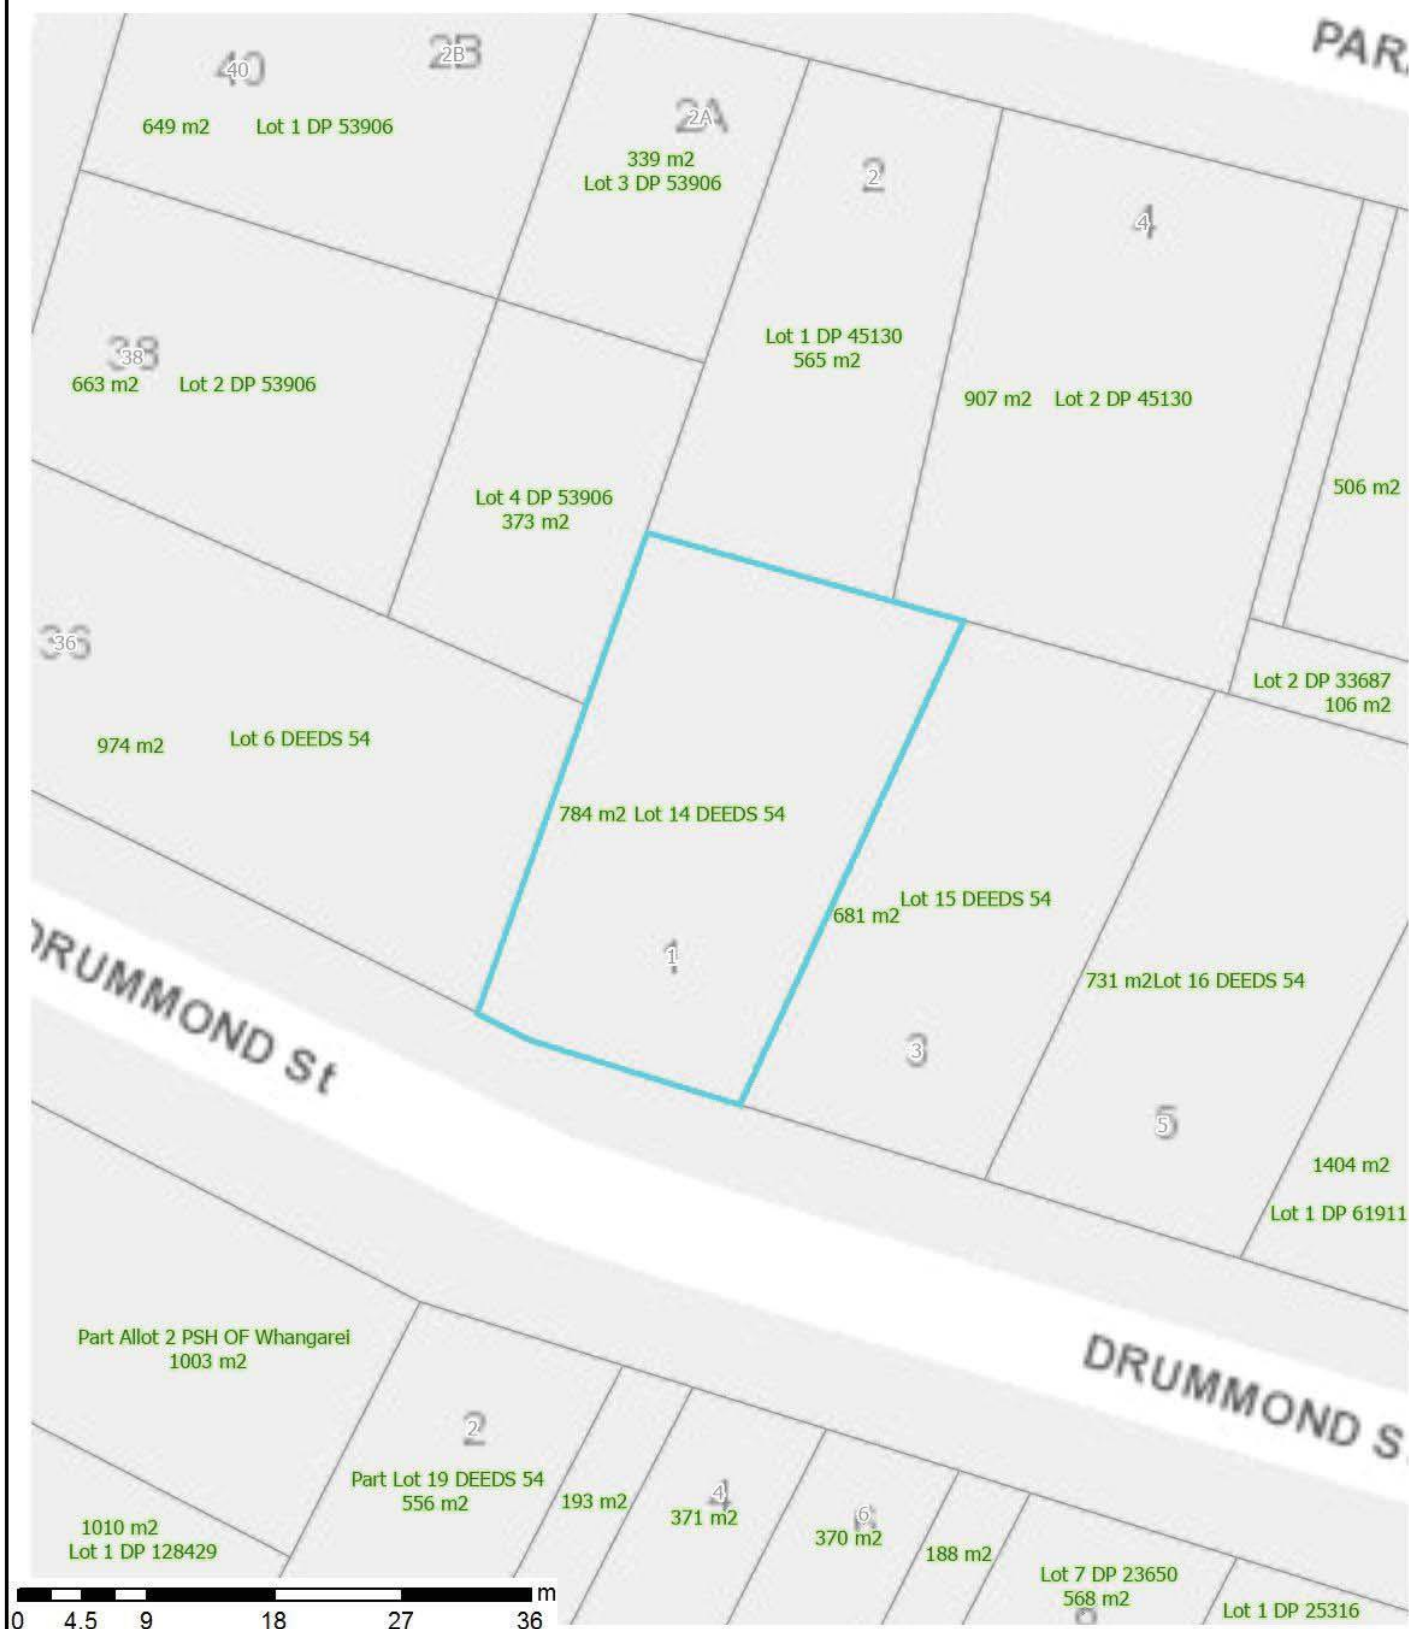 PAR
40
2B
649 m2 Lot 1 DP 53906
2A
339 m2
Lot 3 DP 53906
2
4
38
663 m2 Lot 2 DP 53906
Lot 1 DP 45130
565 m2
907 m2 Lot 2 DP 45130
506 m2
Lot 4 DP 53906
373 m2
36
974 m2 Lot 6 DEEDS 54
Lot 2 DP 33687
106 m2
784 m2 Lot 14 DEEDS 54
681 m2 Lot 15 DEEDS 54
1
731 m2 Lot 16 DEEDS 54
3
5
1404 m2
Lot 1 DP 61911
DRUMMOND St
DRUMMOND S
Part Allot 2 PSH OF Whangarei
1003 m2
2
Part Lot 19 DEEDS 54
556 m2
193 m2
4
371 m2
6
370 m2
188 m2
1010 m2
Lot 1 DP 128429
Lot 7 DP 23650
568 m2
Lot 1 DP 25316
m
0 4.5 9 18 27 36